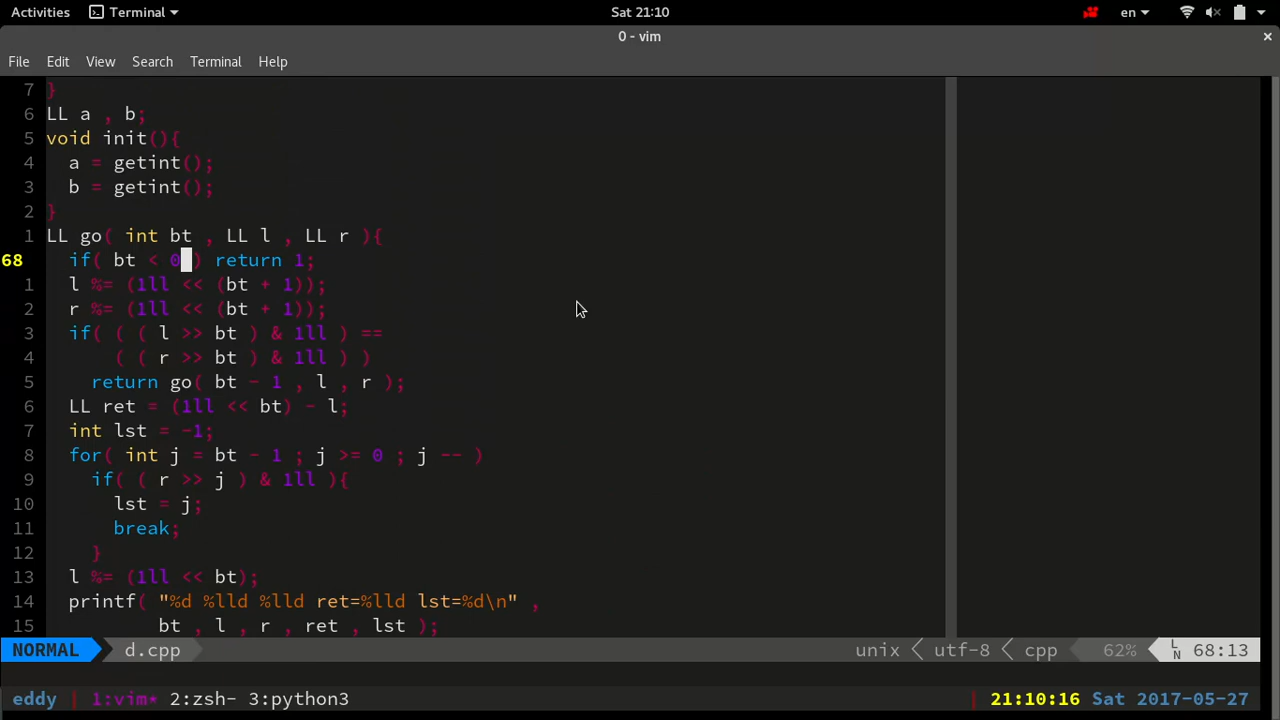 Activities Terminal Sat 21:10 en
0 - vim ×
File Edit View Search Terminal Help
7 }
6 LL a , b;
5 void init(){
4   a = getint();
3   b = getint();
2 }
1 LL go( int bt , LL l , LL r ){
68   if( bt < 0 ) return 1;
1   l %= (1ll << (bt + 1));
2   r %= (1ll << (bt + 1));
3   if( ( ( l >> bt ) & 1ll ) ==
4       ( ( r >> bt ) & 1ll ) )
5     return go( bt - 1 , l , r );
6   LL ret = (1ll << bt) - l;
7   int lst = -1;
8   for( int j = bt - 1 ; j >= 0 ; j -- )
9     if( ( r >> j ) & 1ll ){
10       lst = j;
11       break;
12     }
13   l %= (1ll << bt);
14   printf( "%d %lld %lld ret=%lld lst=%d\n" ,
15           bt , l , r , ret , lst );
NORMAL d.cpp unix utf-8 cpp 62% LN 68:13
eddy | 1:vim* 2:zsh- 3:python3 | 21:10:16 Sat 2017-05-27